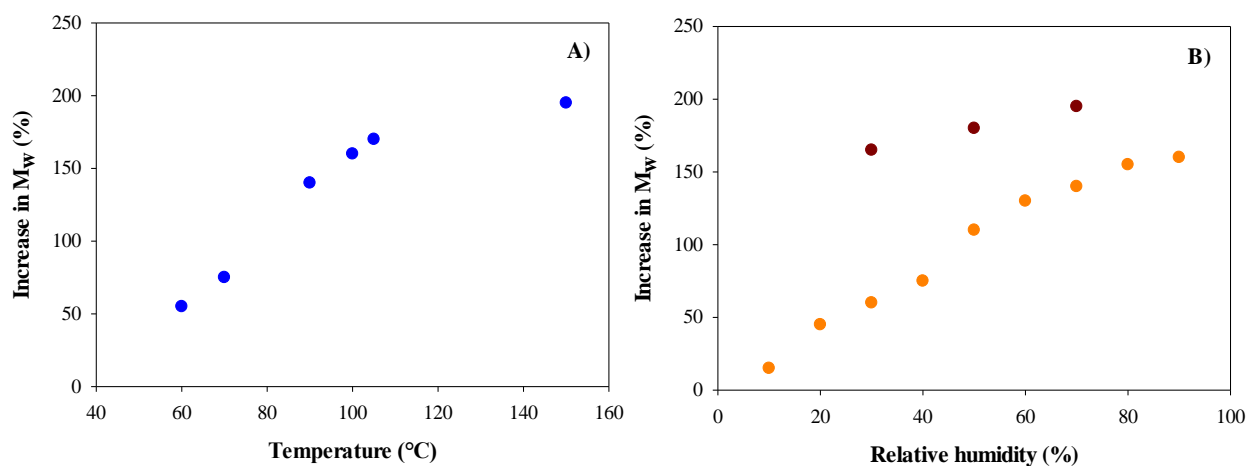 A)
Increase in Mw (%)
250
200
150
100
50
0
40 60 80 100 120 140 160
Temperature (°C)
B)
Increase in Mw (%)
250
200
150
100
50
0
0 20 40 60 80 100
Relative humidity (%)